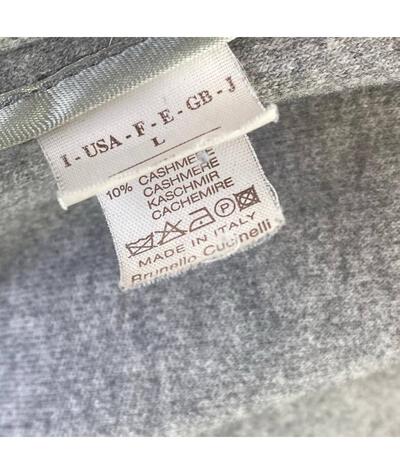 I-USA-F-E-GB-J
L
10% CASHMERE
CASHMERE
KASCHMIR
CACHEMIRE
P
MADE IN ITALY
Brunello Cucinelli